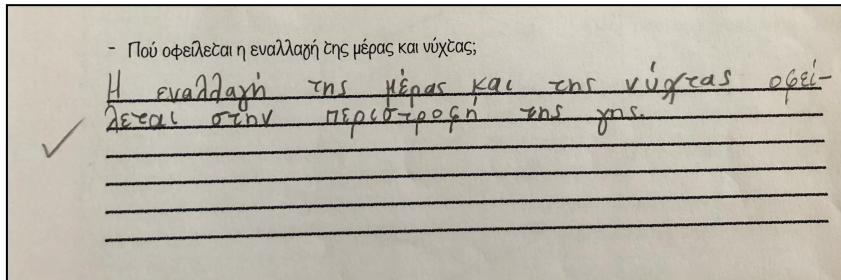 - Πού οφείλεται η εναλλαγή της μέρας και νύχτας;
Η εναλλαγή της μέρας και της νύχτας οφεί-
λεται στην περιστροφή της γης.